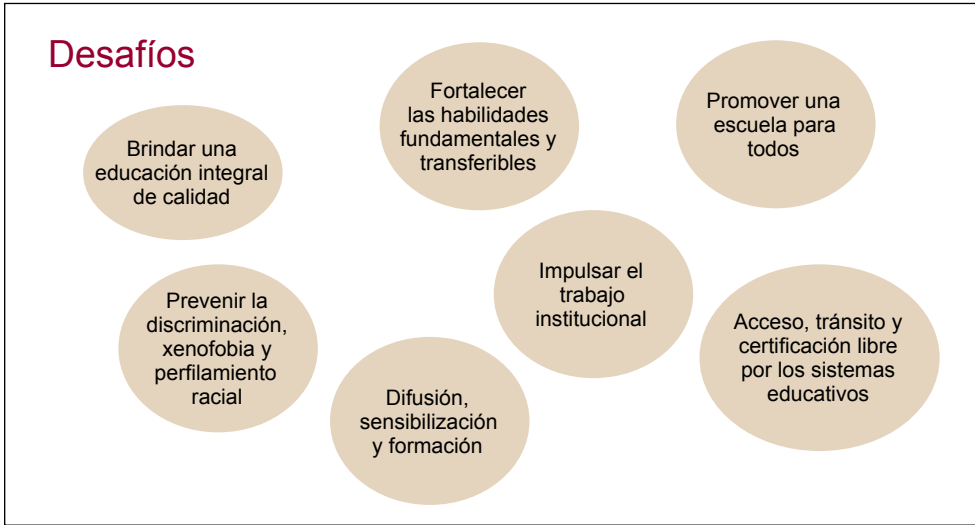 Desafíos
Brindar una
educación integral
de calidad
Fortalecer
las habilidades
fundamentales y
transferibles
Promover una
escuela para
todos
Prevenir la
discriminación,
xenofobia y
perfilamiento
racial
Difusión,
sensibilización
y formación
Impulsar el
trabajo
institucional
Acceso, tránsito y
certificación libre
por los sistemas
educativos